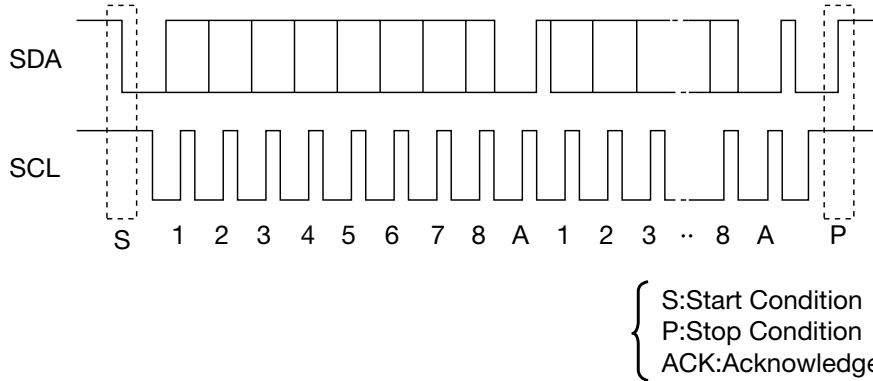 SDA
SCL
S 1 2 3 4 5 6 7 8 A 1 2 3 ·· 8 A P
S:Start Condition
P:Stop Condition
ACK:Acknowledge